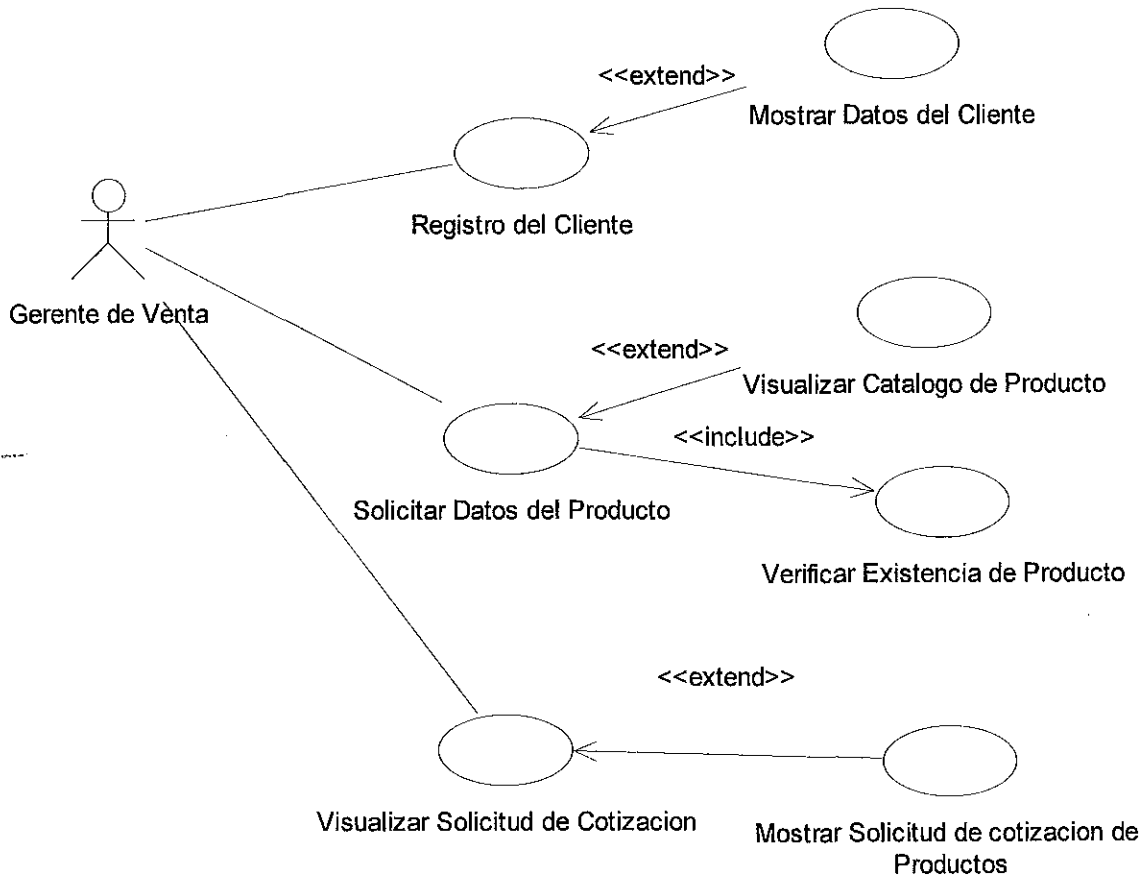 <<extend>>
Mostrar Datos del Cliente
Registro del Cliente
Gerente de Venta
<<extend>>
Visualizar Catalogo de Producto
<<include>>
Solicitar Datos del Producto
Verificar Existencia de Producto
<<extend>>
Visualizar Solicitud de Cotizacion
Mostrar Solicitud de cotizacion de
Productos